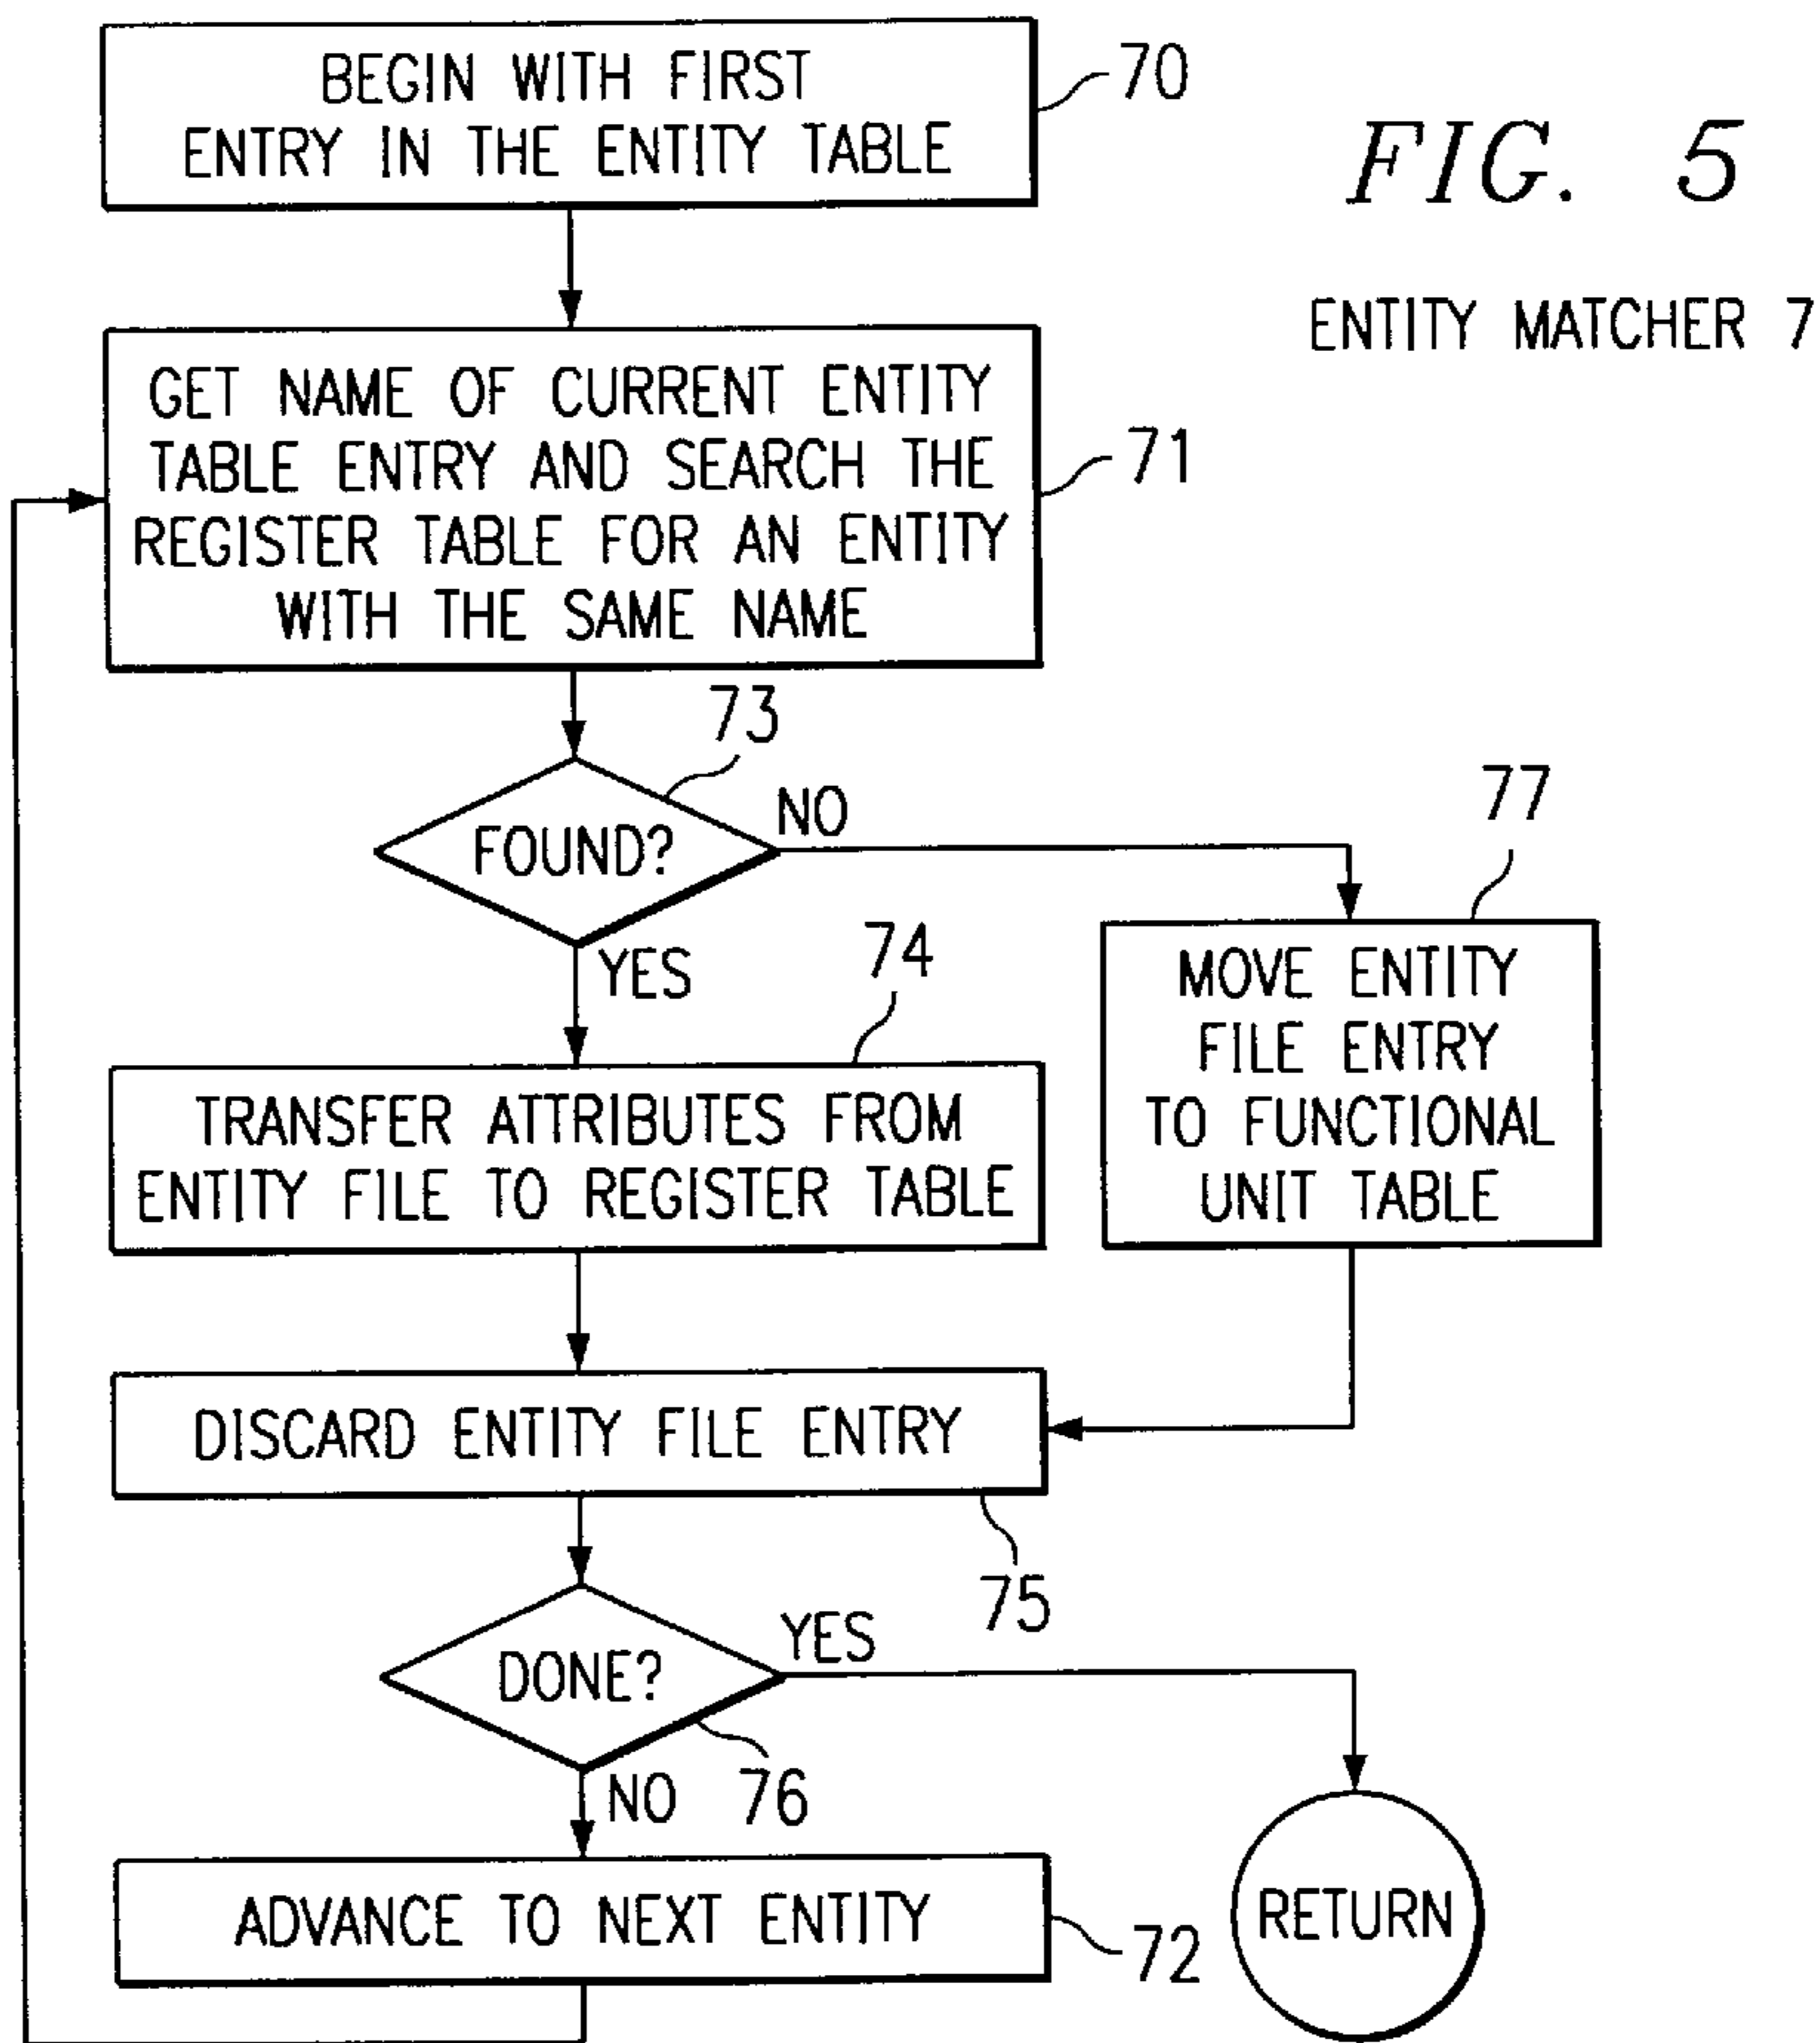 BEGIN WITH FIRST
ENTRY IN THE ENTITY TABLE
70
FIG. 5
ENTITY MATCHER 7
GET NAME OF CURRENT ENTITY
TABLE ENTRY AND SEARCH THE
REGISTER TABLE FOR AN ENTITY
WITH THE SAME NAME
71
73
FOUND?
NO
YES
77
MOVE ENTITY
FILE ENTRY
TO FUNCTIONAL
UNIT TABLE
74
TRANSFER ATTRIBUTES FROM
ENTITY FILE TO REGISTER TABLE
DISCARD ENTITY FILE ENTRY
75
DONE?
YES
NO
76
ADVANCE TO NEXT ENTITY
72
RETURN